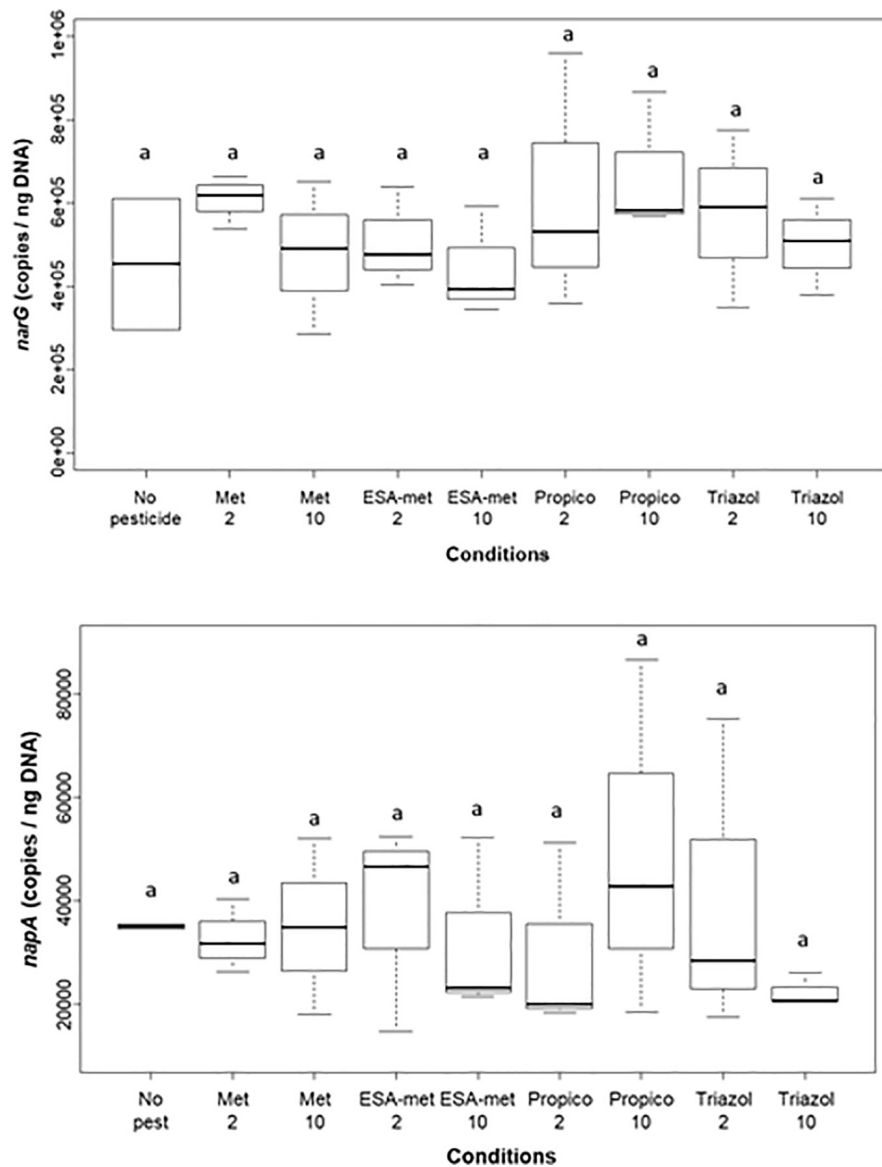 narG (copies / ng DNA)
1e+06
8e+05
6e+05
4e+05
2e+05
0e+00
a a a a a a a a a
No Met Met ESA-met ESA-met Propico Propico Triazol Triazol
pesticide 2 10 2 10 2 10 2 10
Conditions
napA (copies / ng DNA)
80000
60000
40000
20000
a a a a a a a a a
No Met Met ESA-met ESA-met Propico Propico Triazol Triazol
pest 2 10 2 10 2 10 2 10
Conditions